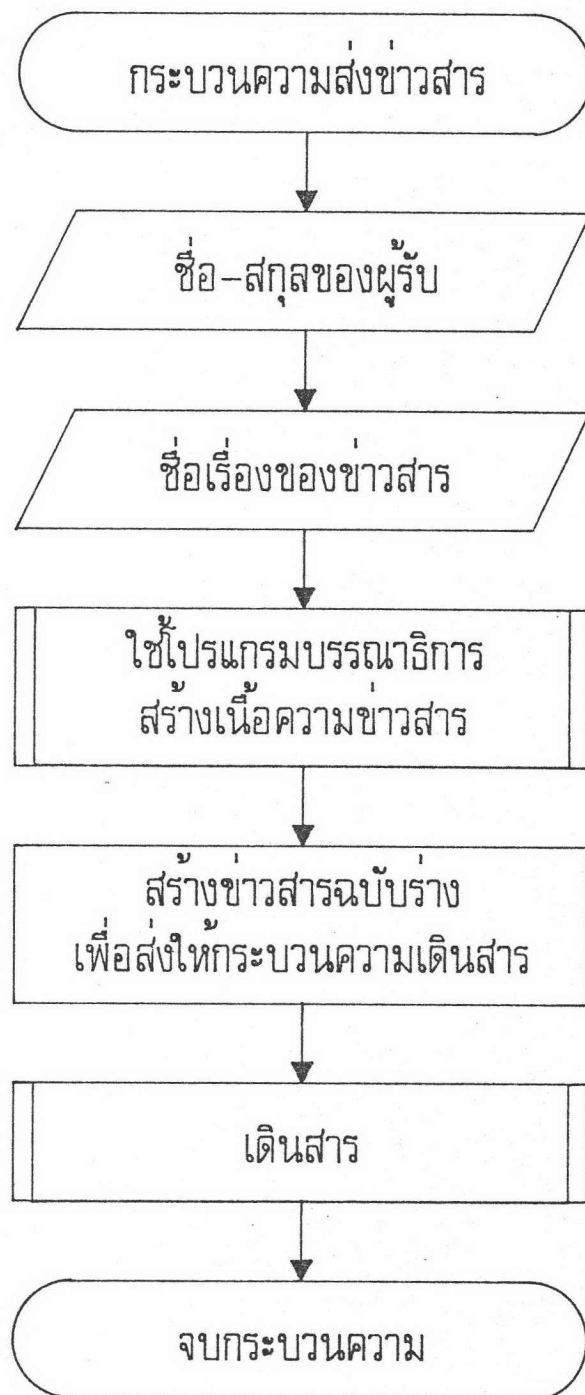 กระบวนความส่งข่าวสาร
ชื่อ-สกุลของผู้รับ
ชื่อเรื่องของข่าวสาร
ใช้โปรแกรมบรรณาธิการ
สร้างเนื้อความข่าวสาร
สร้างข่าวสารฉบับร่าง
เพื่อส่งให้กระบวนความเดินสาร
เดินสาร
จบกระบวนความ